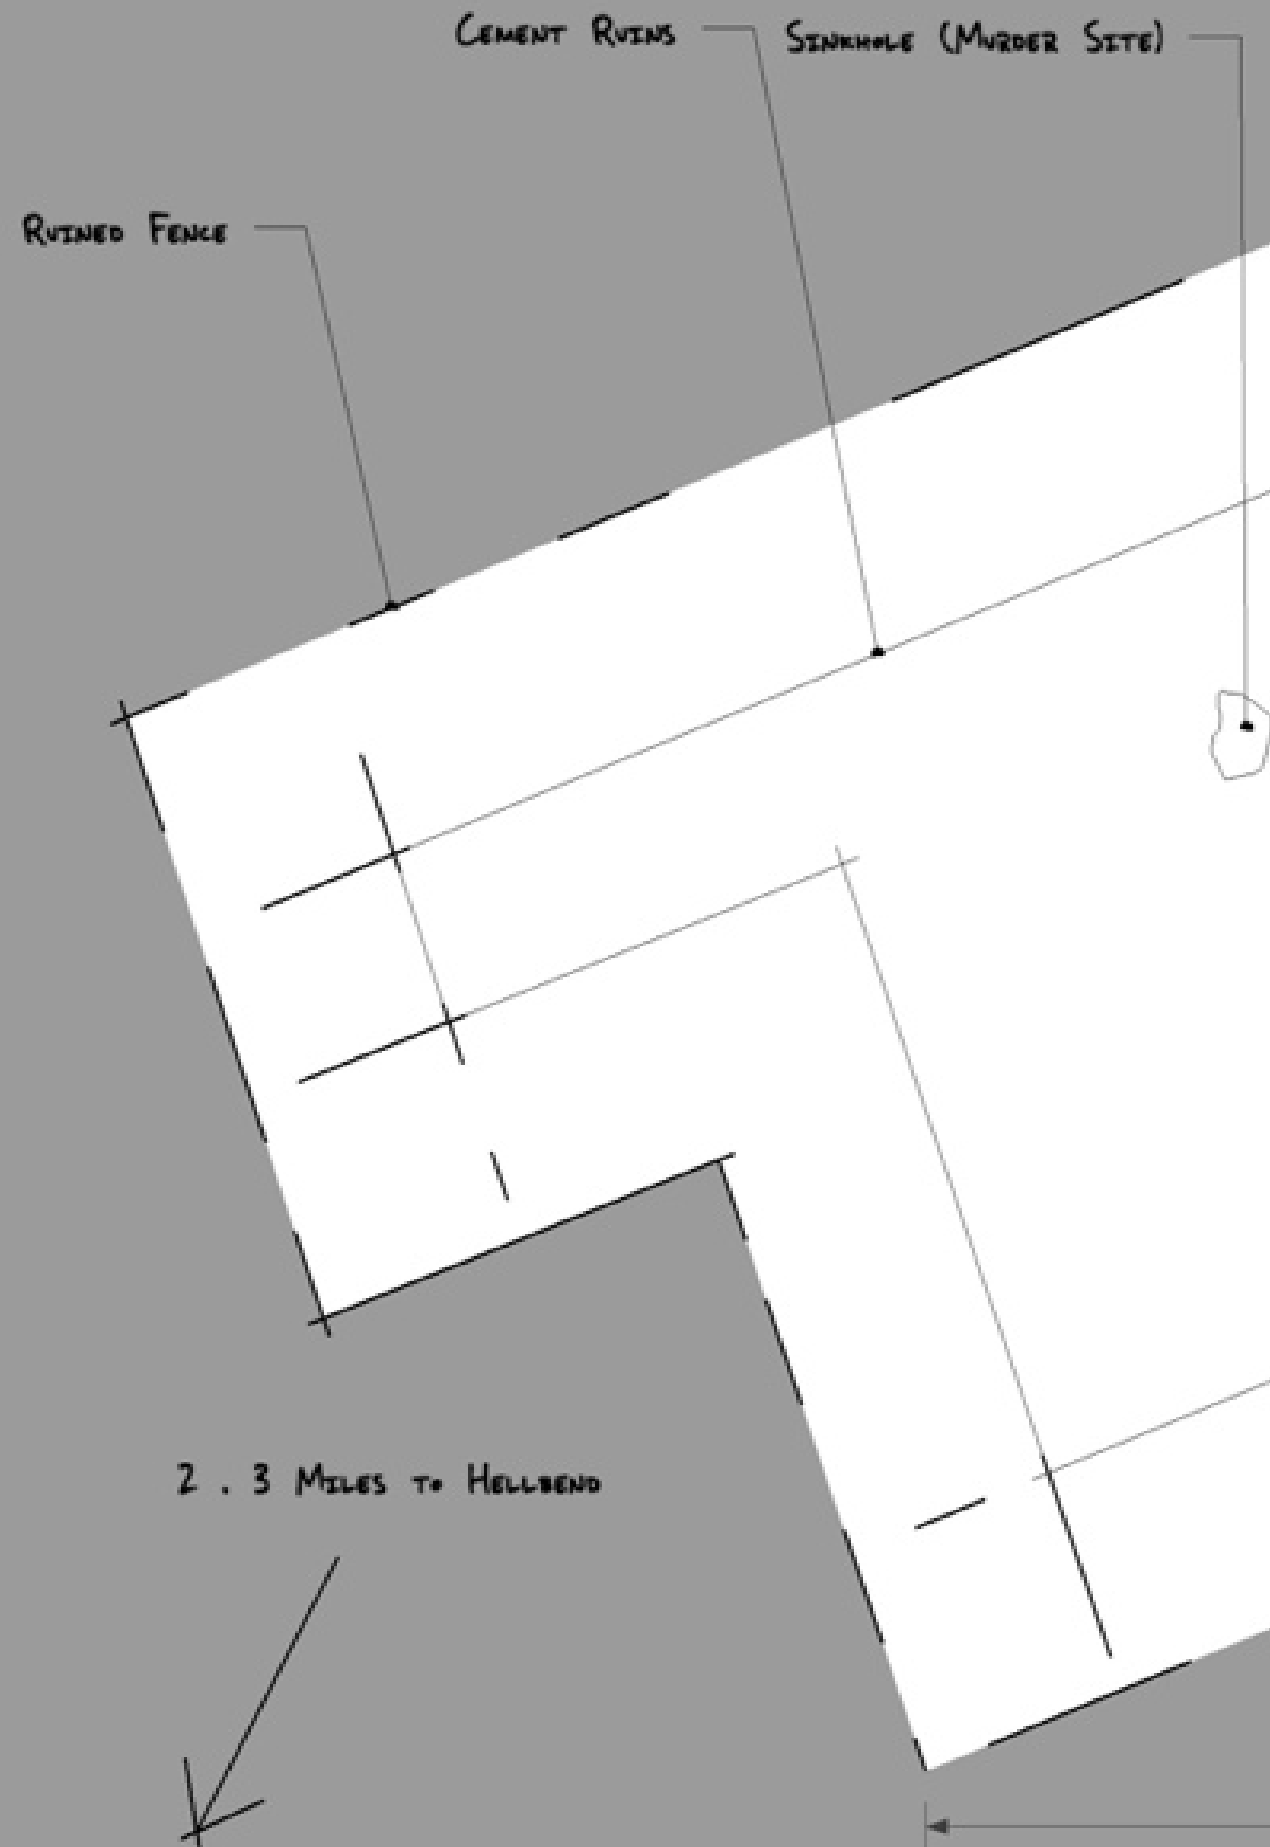 Cement Ruins
Sinkhole (Murder Site)
Ruined Fence
2 . 3 Miles to Hellbend